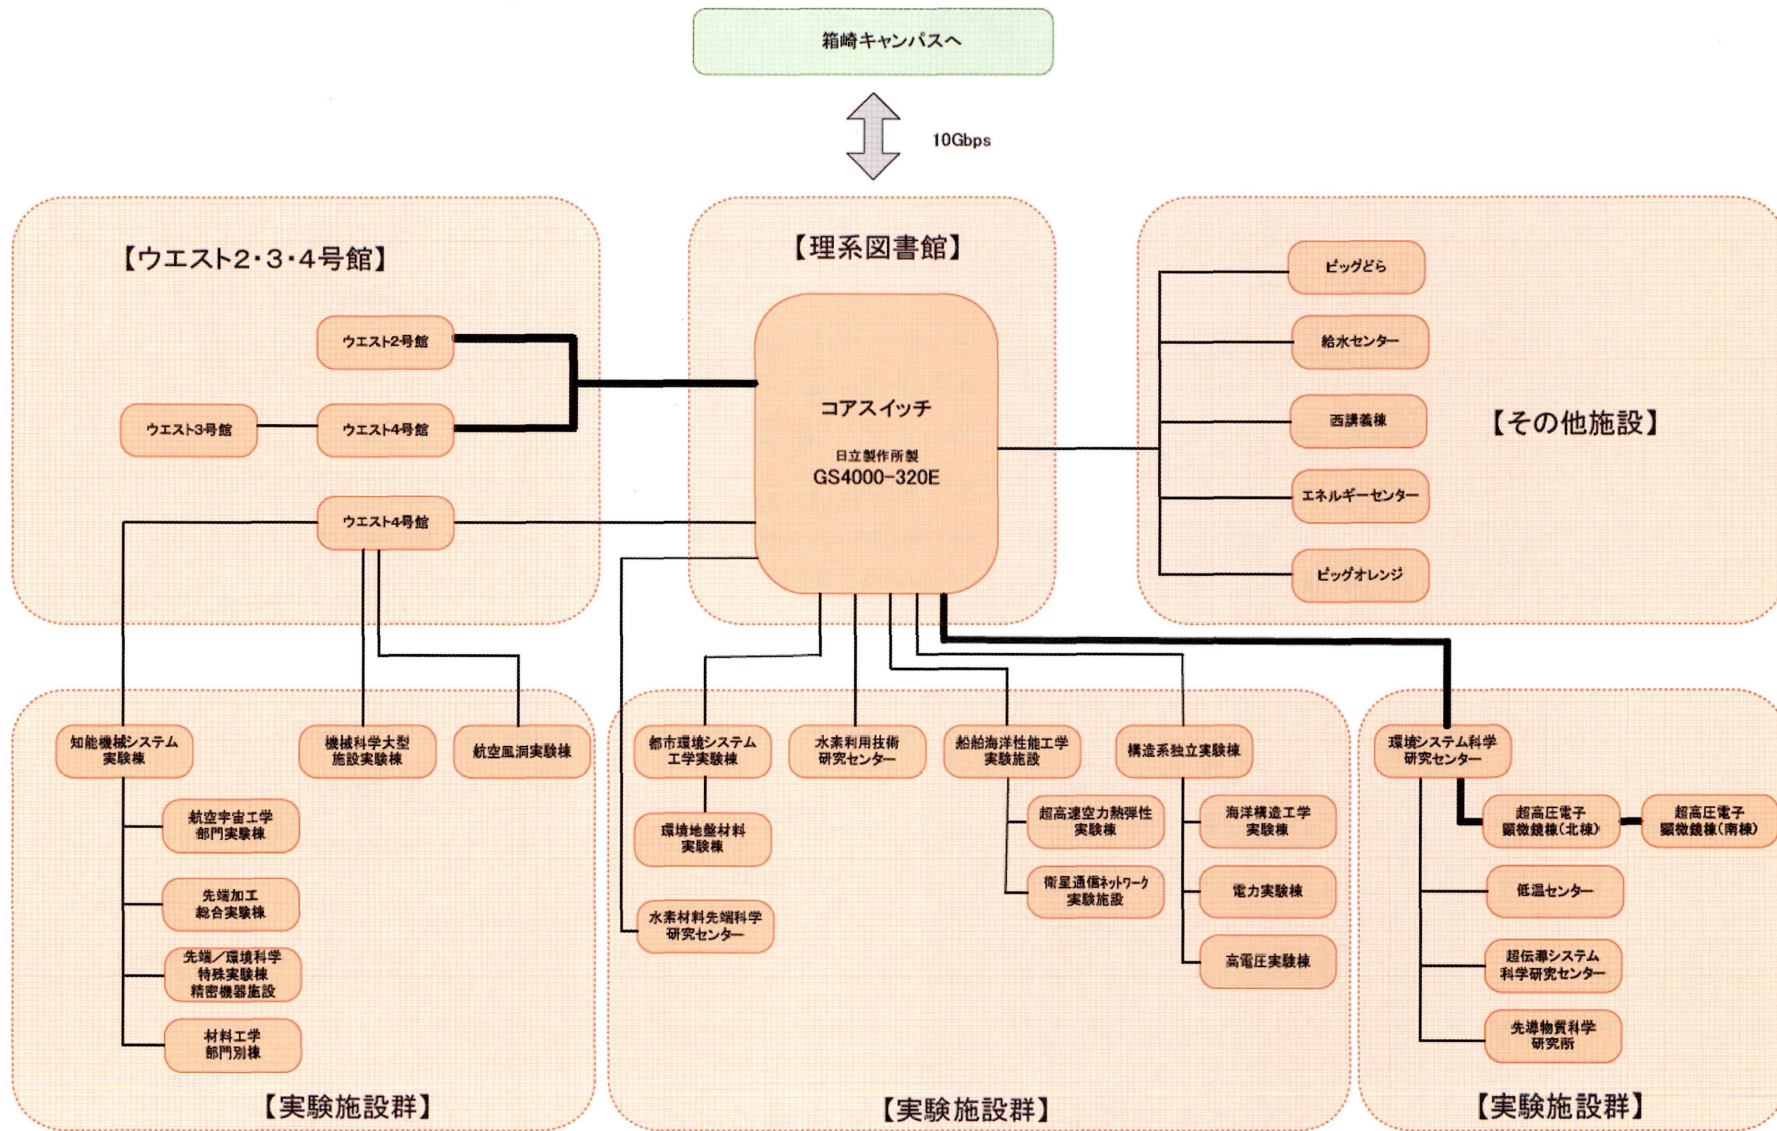 箱崎キャンパスへ
10Gbps
【ウエスト2・3・4号館】
ウエスト2号館
ウエスト3号館
ウエスト4号館
ウエスト4号館
【理系図書館】
コアスイッチ
日立製作所製
GS4000-320E
ビッグどら
給水センター
西講義棟
エネルギーセンター
ビッグオレンジ
【その他施設】
知能機械システム
実験棟
機械科学大型
施設実験棟
航空風洞実験棟
航空宇宙工学
部門実験棟
先端加工
総合実験棟
先端／環境科学
特殊実験棟
精密機器施設
材料工学
部門別棟
【実験施設群】
都市環境システム
工学実験棟
水素利用技術
研究センター
船舶海洋性能工学
実験施設
構造系独立実験棟
環境地盤材料
実験棟
超高速空力熱弾性
実験棟
海洋構造工学
実験棟
衛星通信ネットワーク
実験施設
電力実験棟
水素材料先端科学
研究センター
高電圧実験棟
【実験施設群】
環境システム科学
研究センター
超高圧電子
顕微鏡棟(北棟)
超高圧電子
顕微鏡棟(南棟)
低温センター
超伝導システム
科学研究センター
先導物質科学
研究所
【実験施設群】